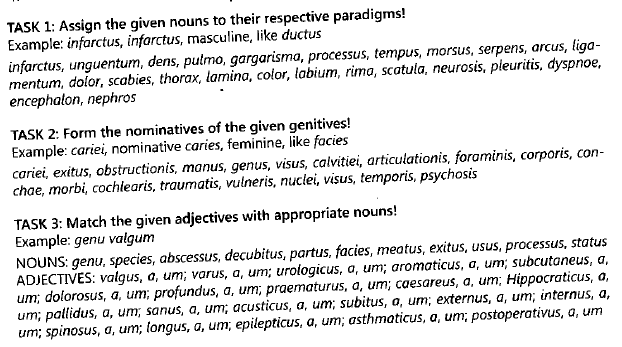 TASK 1: Assign the given nouns to their respective paradigms!
Example: infarctus, infarctus, masculine, like ductus
infarctus, unguentum, dens, pulmo, gargarisma, processus, tempus, morsus, serpens, arcus, liga-
mentum, dolor, scabies, thorax, lamina, color, labium, rima, scatula, neurosis, pleuritis, dyspnoe,
encephalon, nephros
TASK 2: Form the nominatives of the given genitives!
Example: cariei, nominative caries, feminine, like facies
cariei, exitus, obstructionis, manus, genus, visus, calvitiei, articulationis, foraminis, corporis, con-
chae, morbi, cochlearis, traumatis, vulneris, nuclei, visus, temporis, psychosis
TASK 3: Match the given adjectives with appropriate nouns!
Example: genu valgum
NOUNS: genu, species, abscessus, decubitus, partus, facies, meatus, exitus, usus, processus, status
ADJECTIVES: valgus, a, um; varus, a, um; urologicus, a, um; aromaticus, a, um; subcutaneus, a,
um; dolorosus, a, um; profundus, a, um; praematurus, a, um; caesareus, a, um; Hippocraticus, a,
um; pallidus, a, um; sanus, a, um; acusticus, a, um; subitus, a, um; externus, a, um; internus, a,
um; spinosus, a, um; longus, a, um; epilepticus, a, um; asthmaticus, a, um; postoperativus, a, um